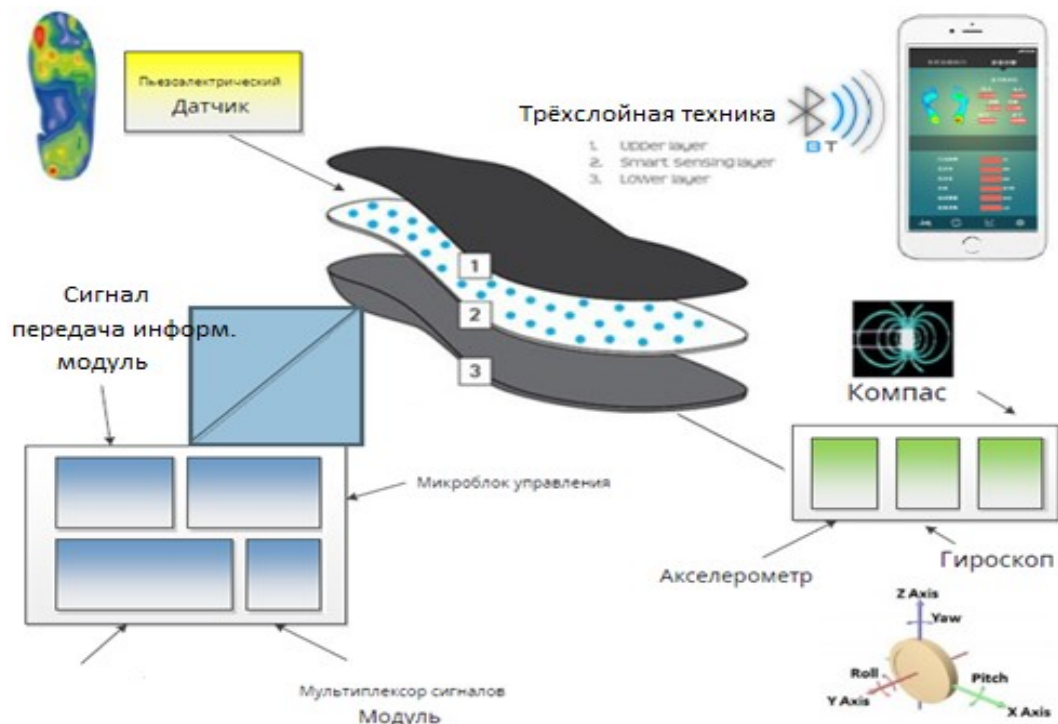 Пьезоэлектрический
Датчик
Трёхслойная техника
1. Upper layer
2. Smart sensing layer
3. Lower layer
BT
1
2
3
Сигнал
передача информ.
модуль
Компас
Микроблок управления
Акселерометр
Гироскоп
Z Axis
Yaw
Roll
Pitch
Y Axis
X Axis
Мультиплексор сигналов
Модуль